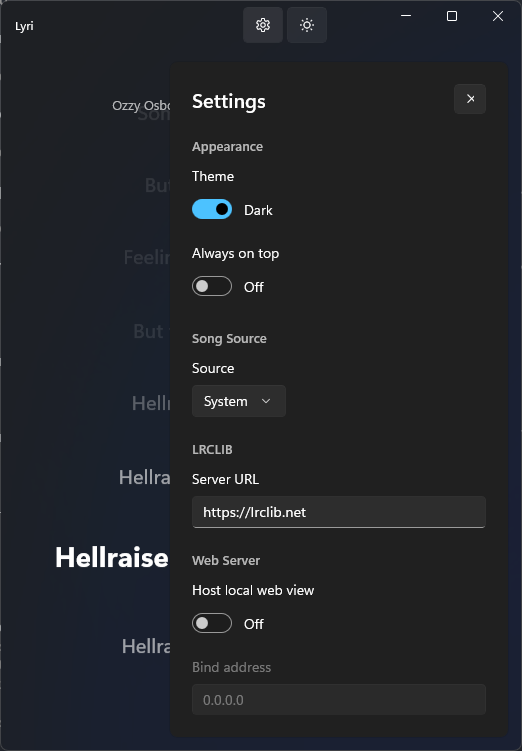 Lyri
Ozzy Osbo
Som
But
Feelin
But
Hellr
Hellra
Hellraise
Hellra
Settings
Appearance
Theme
Dark
Always on top
Off
Song Source
Source
System
LRCLIB
Server URL
https://lrclib.net
Web Server
Host local web view
Off
Bind address
0.0.0.0